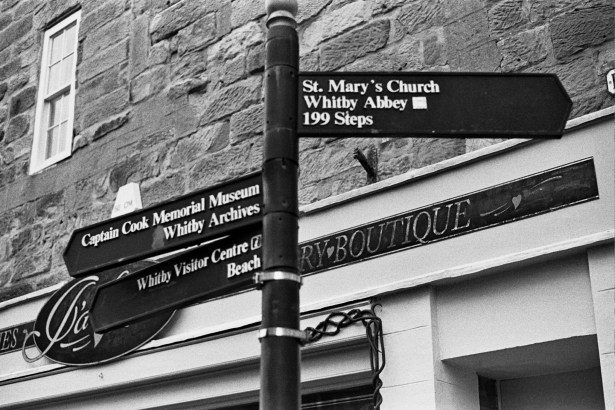 St. Mary's Church
Whitby Abbey
199 Steps
Captain Cook Memorial Museum
Whitby Archives
Whitby Visitor Centre i
Beach
BOUTIQUE